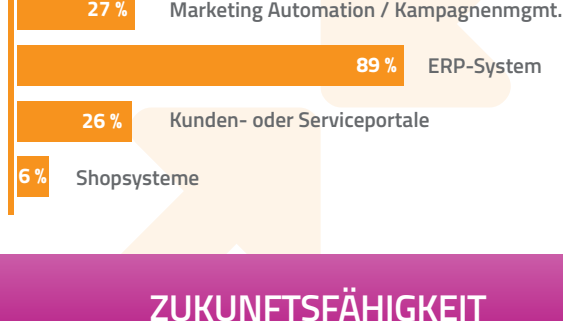 27 % Marketing Automation / Kampagnenmgmt.
89 % ERP-System
26 % Kunden- oder Serviceportale
6 % Shopsysteme
ZUKUNFTSFÄHIGKEIT